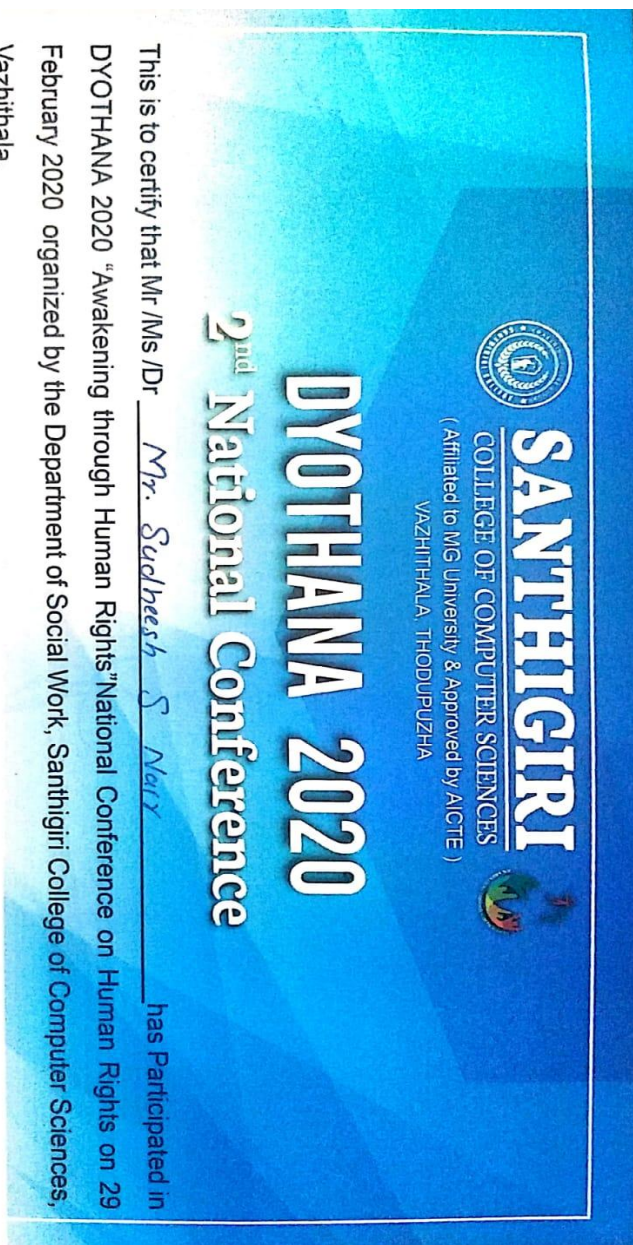 SANTHIGIRI
COLLEGE OF COMPUTER SCIENCES
( Affiliated to MG University & Approved by AICTE )
VAZHITHALA, THODUPUZHA
DYOTHANA 2020
2nd National Conference
This is to certify that Mr /Ms /Dr Mr. Sudheesh S Nair has Participated in
DYOTHANA 2020 “Awakening through Human Rights”National Conference on Human Rights on 29
February 2020 organized by the Department of Social Work, Santhigiri College of Computer Sciences,
Vazhithala